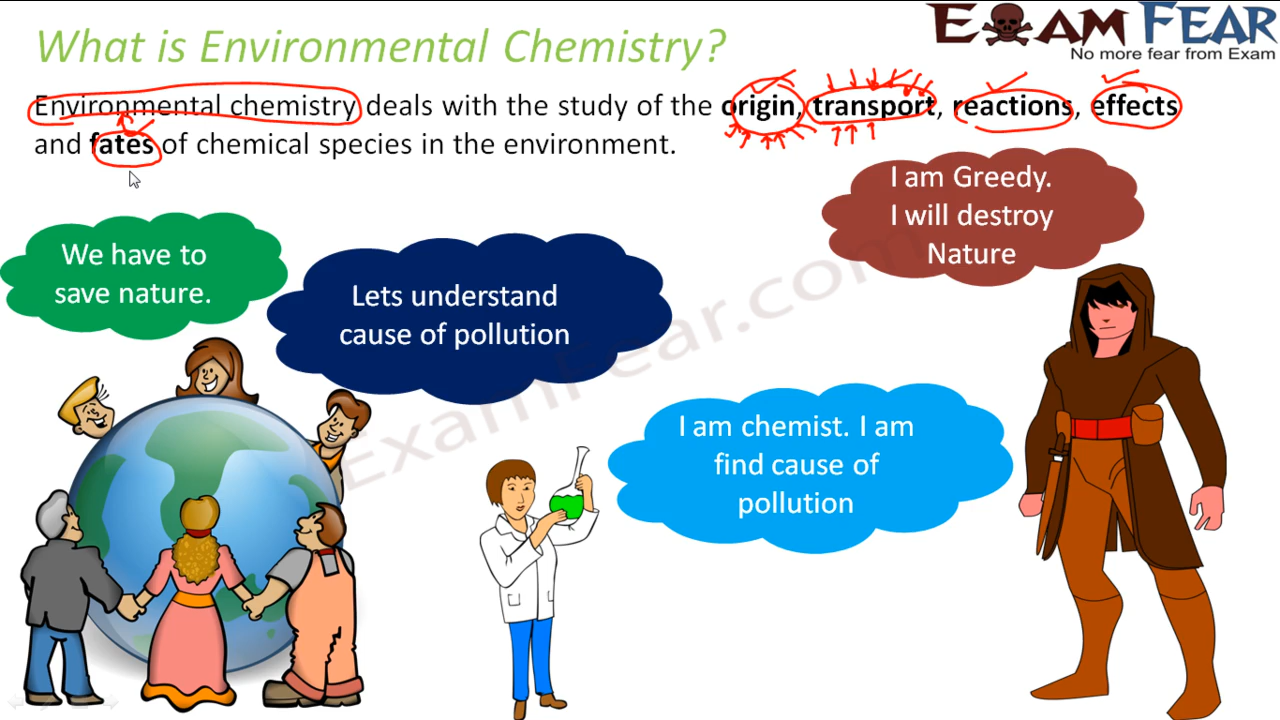 What is Environmental Chemistry?
EXAM FEAR
No more fear from Exam
Environmental chemistry deals with the study of the origin, transport, reactions, effects
and fates of chemical species in the environment.
I am Greedy.
I will destroy
Nature
We have to
save nature.
Lets understand
cause of pollution
I am chemist. I am
find cause of
pollution
ExamFear.com